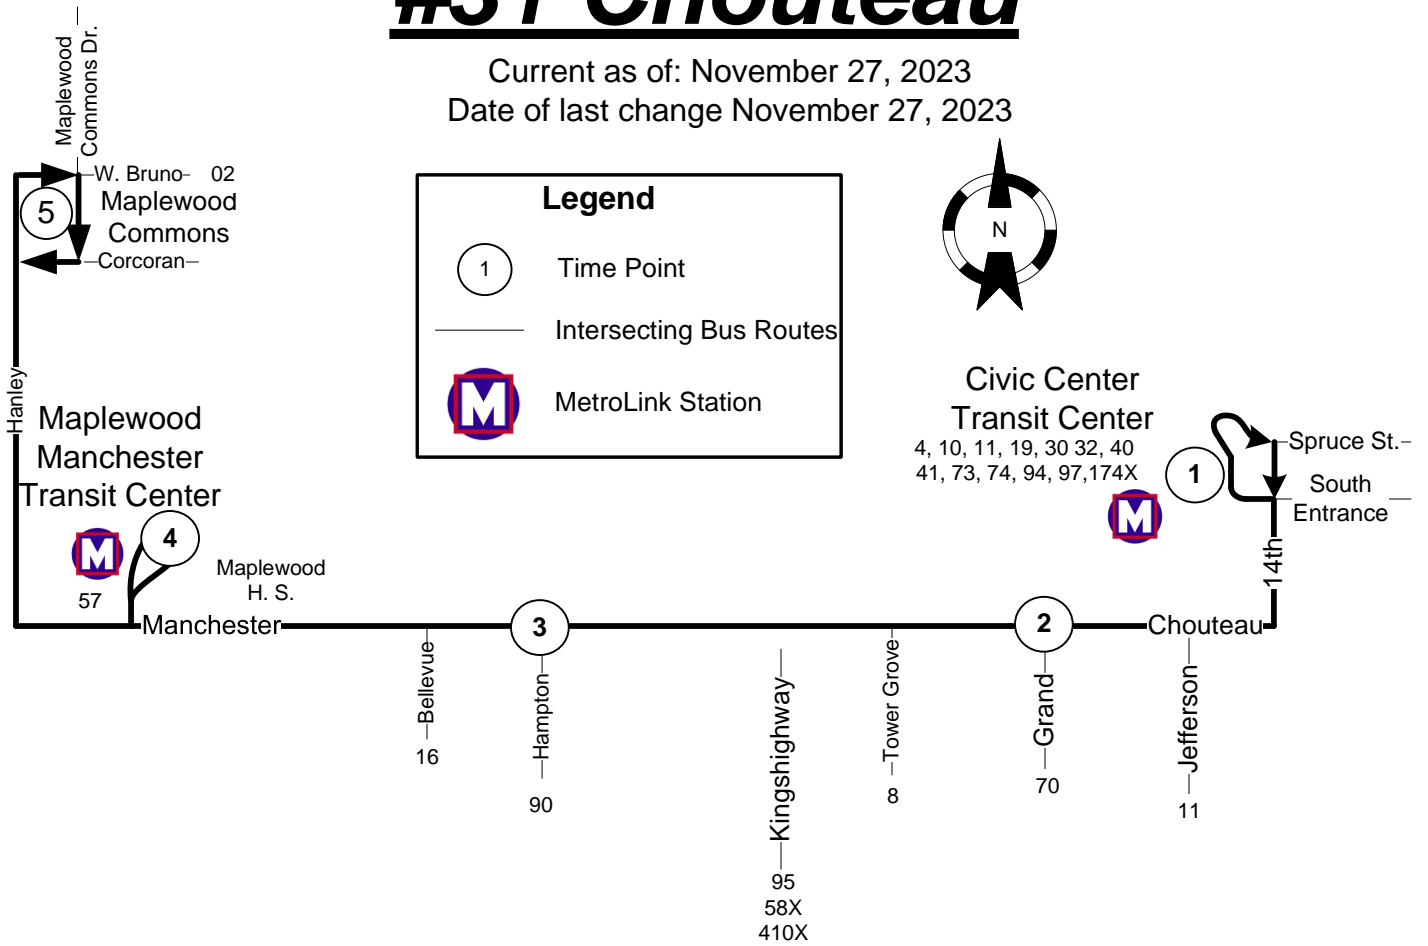 #31 Chouteau
Current as of: November 27, 2023
Date of last change November 27, 2023
Maplewood
Commons Dr.
W. Bruno 02
5
Maplewood
Commons
Corcoran
Legend
1 Time Point
Intersecting Bus Routes
M MetroLink Station
N
Civic Center
Transit Center
4, 10, 11, 19, 30 32, 40
41, 73, 74, 94, 97,174X
M
1
Spruce St.
South
Entrance
14th
Hanley
Maplewood
Manchester
Transit Center
M
4
57
Maplewood
H. S.
Manchester
3
2
Chouteau
Bellevue
16
Hampton
90
Kingshighway
95
58X
410X
Tower Grove
8
Grand
70
Jefferson
11